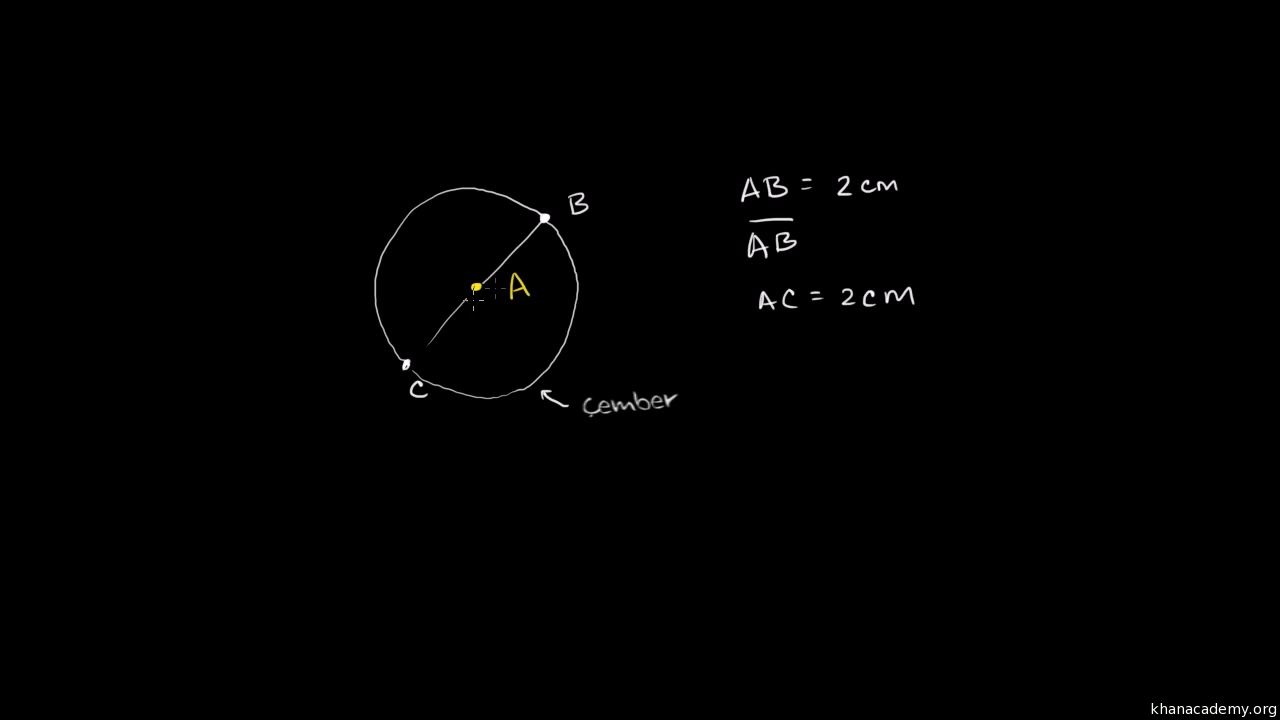 B
A
C
çember
AB = 2 cm
AB
AC = 2 cm
khanacademy.org